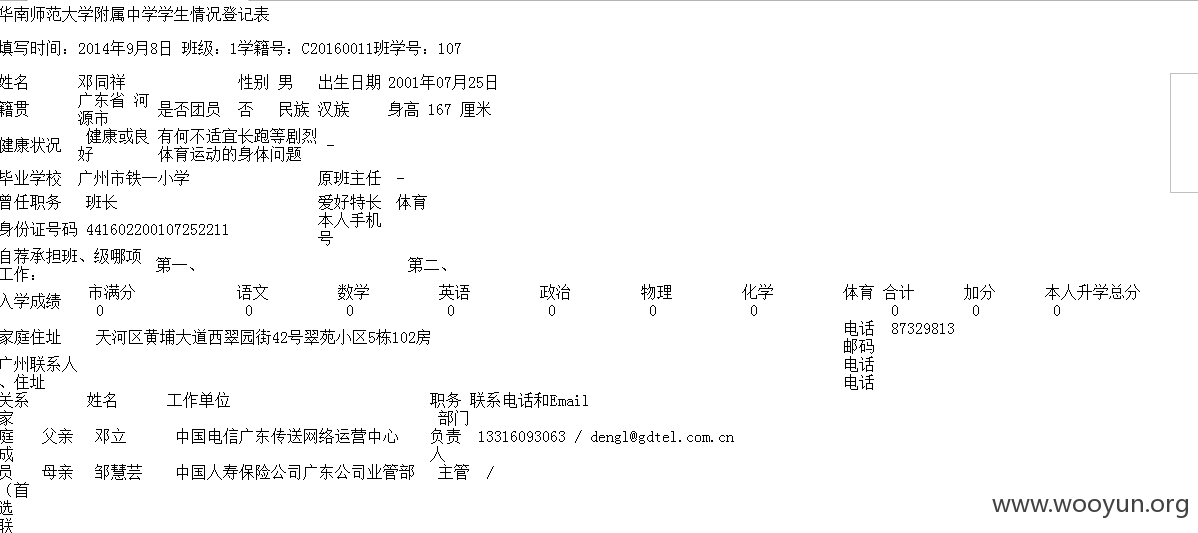 华南师范大学附属中学学生情况登记表
填写时间：2014年9月8日 班级：1学籍号：C20160011班学号：107
姓名 邓同祥 性别 男 出生日期 2001年07月25日
籍贯 广东省 河源市 是否团员 否 民族 汉族 身高 167 厘米
健康状况 健康或良好 有何不适宜长跑等剧烈体育运动的身体问题 -
毕业学校 广州市铁一小学 原班主任 -
曾任职务 班长 爱好特长 体育
身份证号码 441602200107252211 本人手机号
自荐承担班、级哪项工作： 第一、 第二、
入学成绩 市满分 语文 数学 英语 政治 物理 化学 体育 合计 加分 本人升学总分
0 0 0 0 0 0 0 0 0 0
家庭住址 天河区黄埔大道西翠园街42号翠苑小区5栋102房 电话 87329813
邮码
广州联系人、住址 电话
电话
关系 姓名 工作单位 职务 联系电话和Email
家庭成员（首选联
父亲 邓立 中国电信广东传送网络运营中心 部门负责人 13316093063 / dengl@gdtel.com.cn
母亲 邹慧芸 中国人寿保险公司广东公司业管部 主管 /
www.wooyun.org